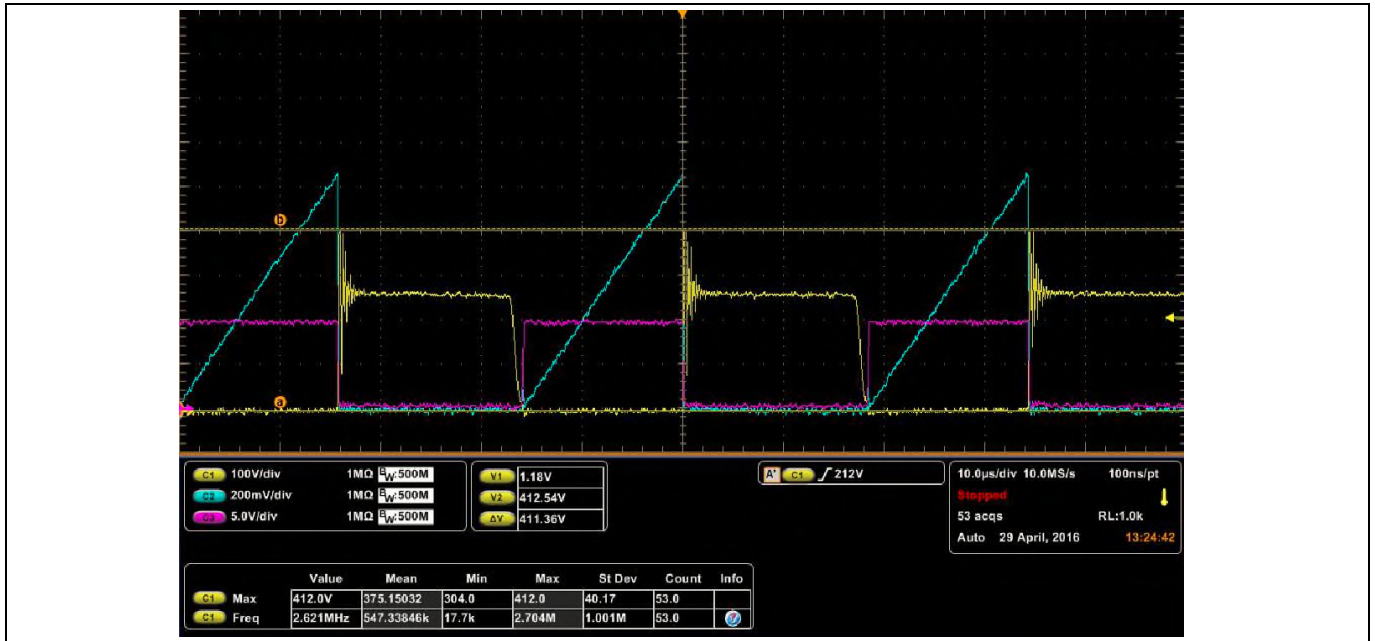 b
a
C1 100V/div 1MΩ BW:500M
C2 200mV/div 1MΩ BW:500M
C3 5.0V/div 1MΩ BW:500M
V1 1.18V
V2 412.54V
ΔV 411.36V
A' C1 212V
10.0µs/div 10.0MS/s 100ns/pt
Stopped
53 acqs RL:1.0k
Auto 29 April, 2016 13:24:42
Value Mean Min Max St Dev Count Info
C1 Max 412.0V 375.15032 304.0 412.0 40.17 53.0
C1 Freq 2.621MHz 547.33846k 17.7k 2.704M 1.001M 53.0